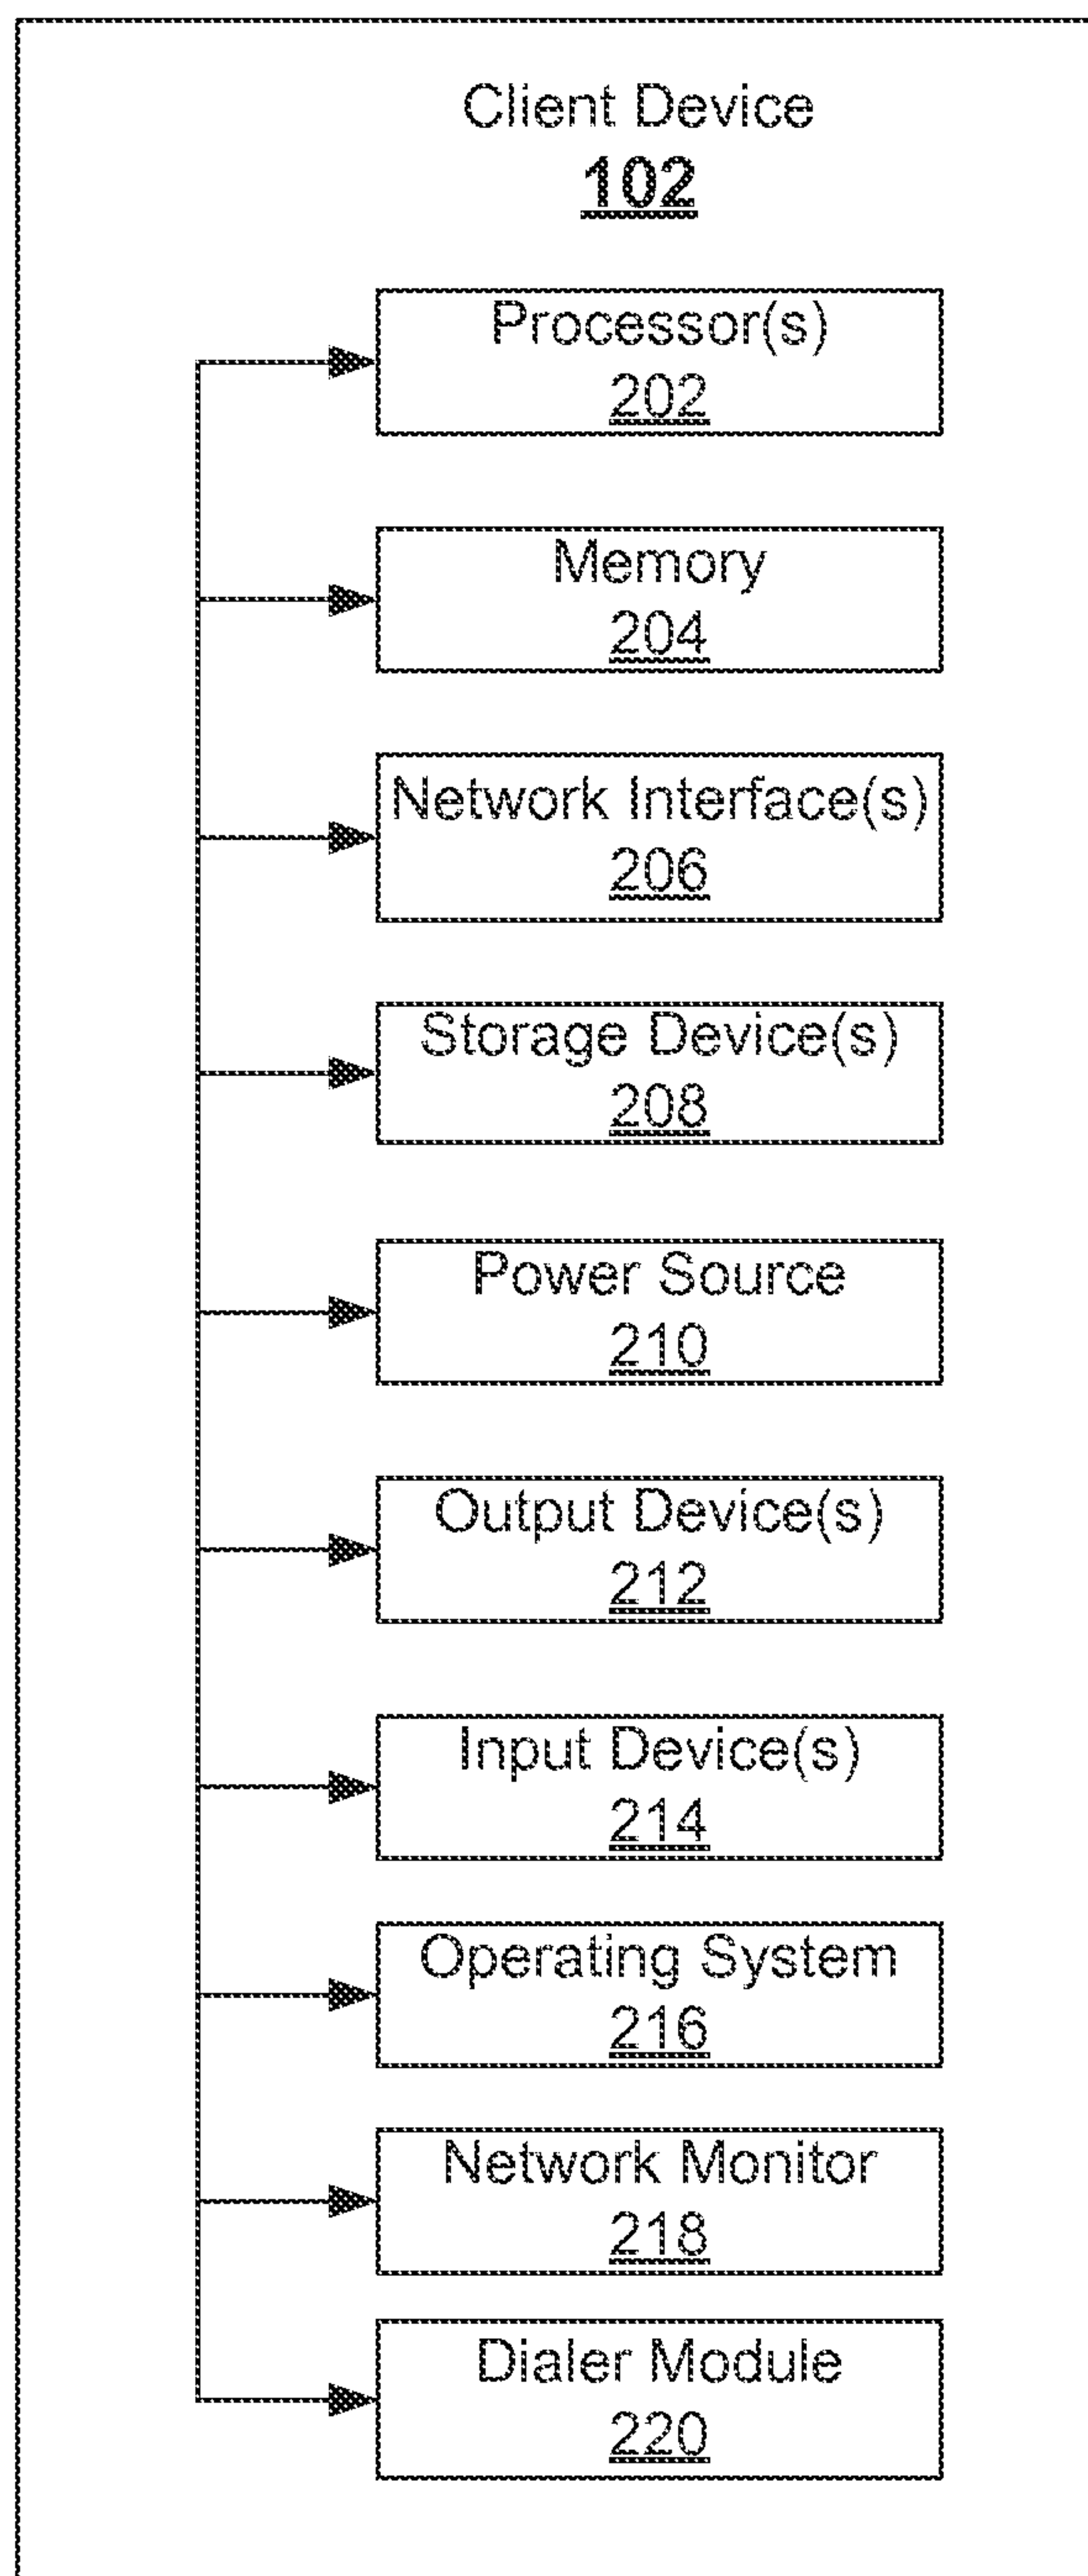 Client Device
102
Processor(s)
202
Memory
204
Network Interface(s)
206
Storage Device(s)
208
Power Source
210
Output Device(s)
212
Input Device(s)
214
Operating System
216
Network Monitor
218
Dialer Module
220